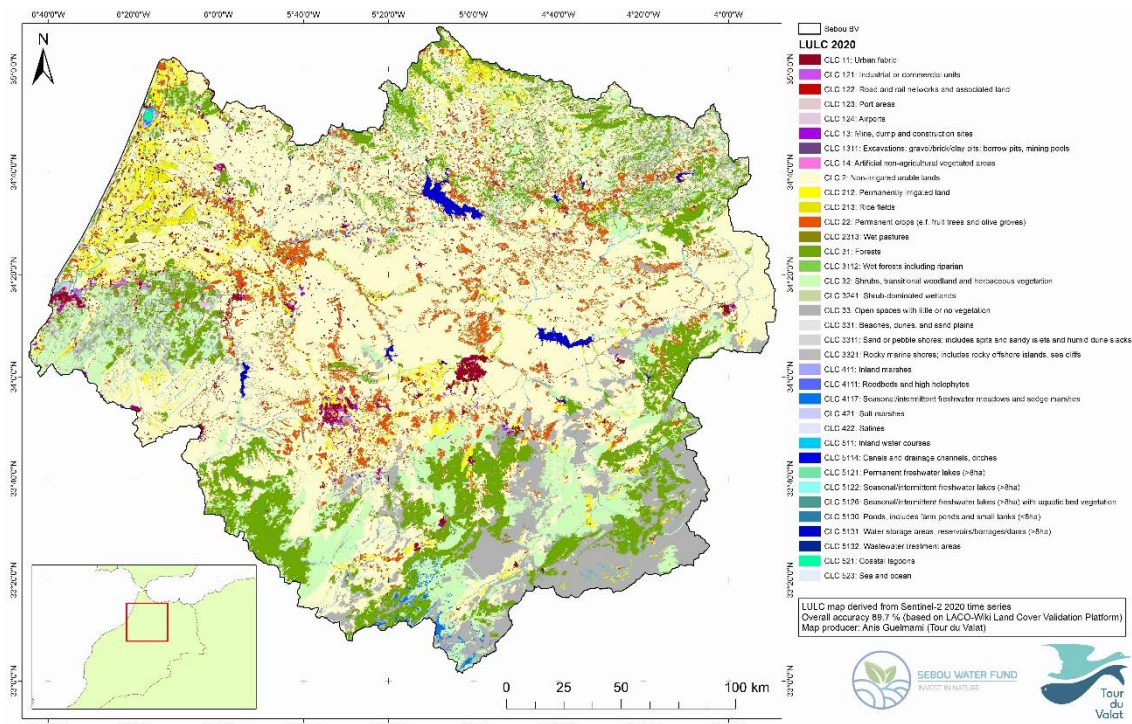 6°40'0"W 6°20'0"W 6°0'0"W 5°40'0"W 5°20'0"W 5°0'0"W 4°40'0"W 4°20'0"W 4°0'0"W
N
Sebou BV
LULC 2020
CLC 11: Urban fabric
CLC 121: Industrial or commercial units
CLC 122: Road and rail networks and associated land
CLC 123: Port areas
CLC 124: Airports
CLC 13: Mine, dump and construction sites
CLC 1311: Excavations: gravel/brick/clay pits: borrow pits, mining pools
CLC 14: Artificial non-agricultural vegetated areas
CLC 2: Non-irrigated arable lands
CLC 212: Permanently irrigated land
CLC 213: Rice fields
CLC 22: Permanent crops (e.f. fruit trees and olive groves)
CLC 2313: Wet pastures
CLC 31: Forests
CLC 3112: Wet forests including riparian
CLC 32: Shrubs, transitional woodland and herbaceous vegetation
CLC 3241: Shrub-dominated wetlands
CLC 33: Open spaces with little or no vegetation
CLC 331: Beaches, dunes, and sand plains
CLC 3311: Sand or pebble shores: includes spits and sandy islets and humid dune slacks
CLC 3321: Rocky marine shores; includes rocky offshore islands, sea cliffs
CLC 411: Inland marshes
CLC 4111: Reedbeds and high helophytes
CLC 4117: Seasonal/intermittent freshwater meadows and sedge marshes
CLC 421: Salt marshes
CLC 422: Salines
CLC 511: Inland water courses
CLC 5114: Canals and drainage channels, ditches
CLC 5121: Permanent freshwater lakes (>8ha)
CLC 5122: Seasonal/intermittent freshwater lakes (>8ha)
CLC 5126: Seasonal/intermittent freshwater lakes (>8ha) with aquatic bed vegetation
CLC 5130: Ponds, includes farm ponds and small tanks (<8ha)
CLC 5131: Water storage areas, reservoirs/barrages/dams (>8ha)
CLC 5132: Wastewater treatment areas
CLC 521: Coastal lagoons
CLC 523: Sea and ocean
LULC map derived from Sentinel-2 2020 time series
Overall accuracy 89.7 % (based on LACO-Wiki Land Cover Validation Platform)
Map producer: Anis Guelmami (Tour du Valat)
0 25 50 100 km
SEBOU WATER FUND
INVEST IN NATURE
Tour
du
Valat